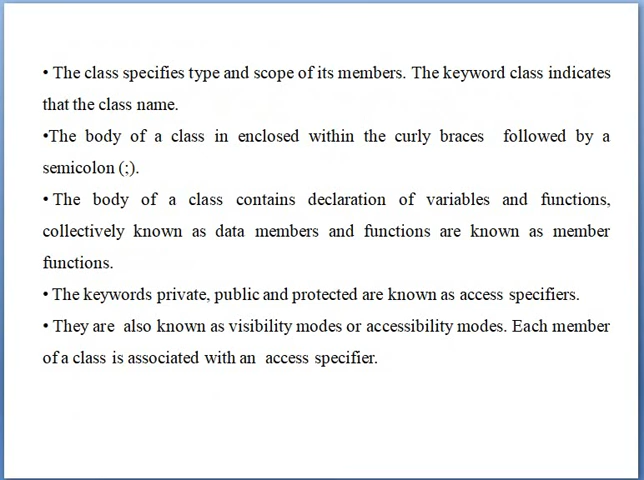 • The class specifies type and scope of its members. The keyword class indicates
that the class name.
•The body of a class in enclosed within the curly braces followed by a
semicolon (;).
• The body of a class contains declaration of variables and functions,
collectively known as data members and functions are known as member
functions.
• The keywords private, public and protected are known as access specifiers.
• They are also known as visibility modes or accessibility modes. Each member
of a class is associated with an access specifier.